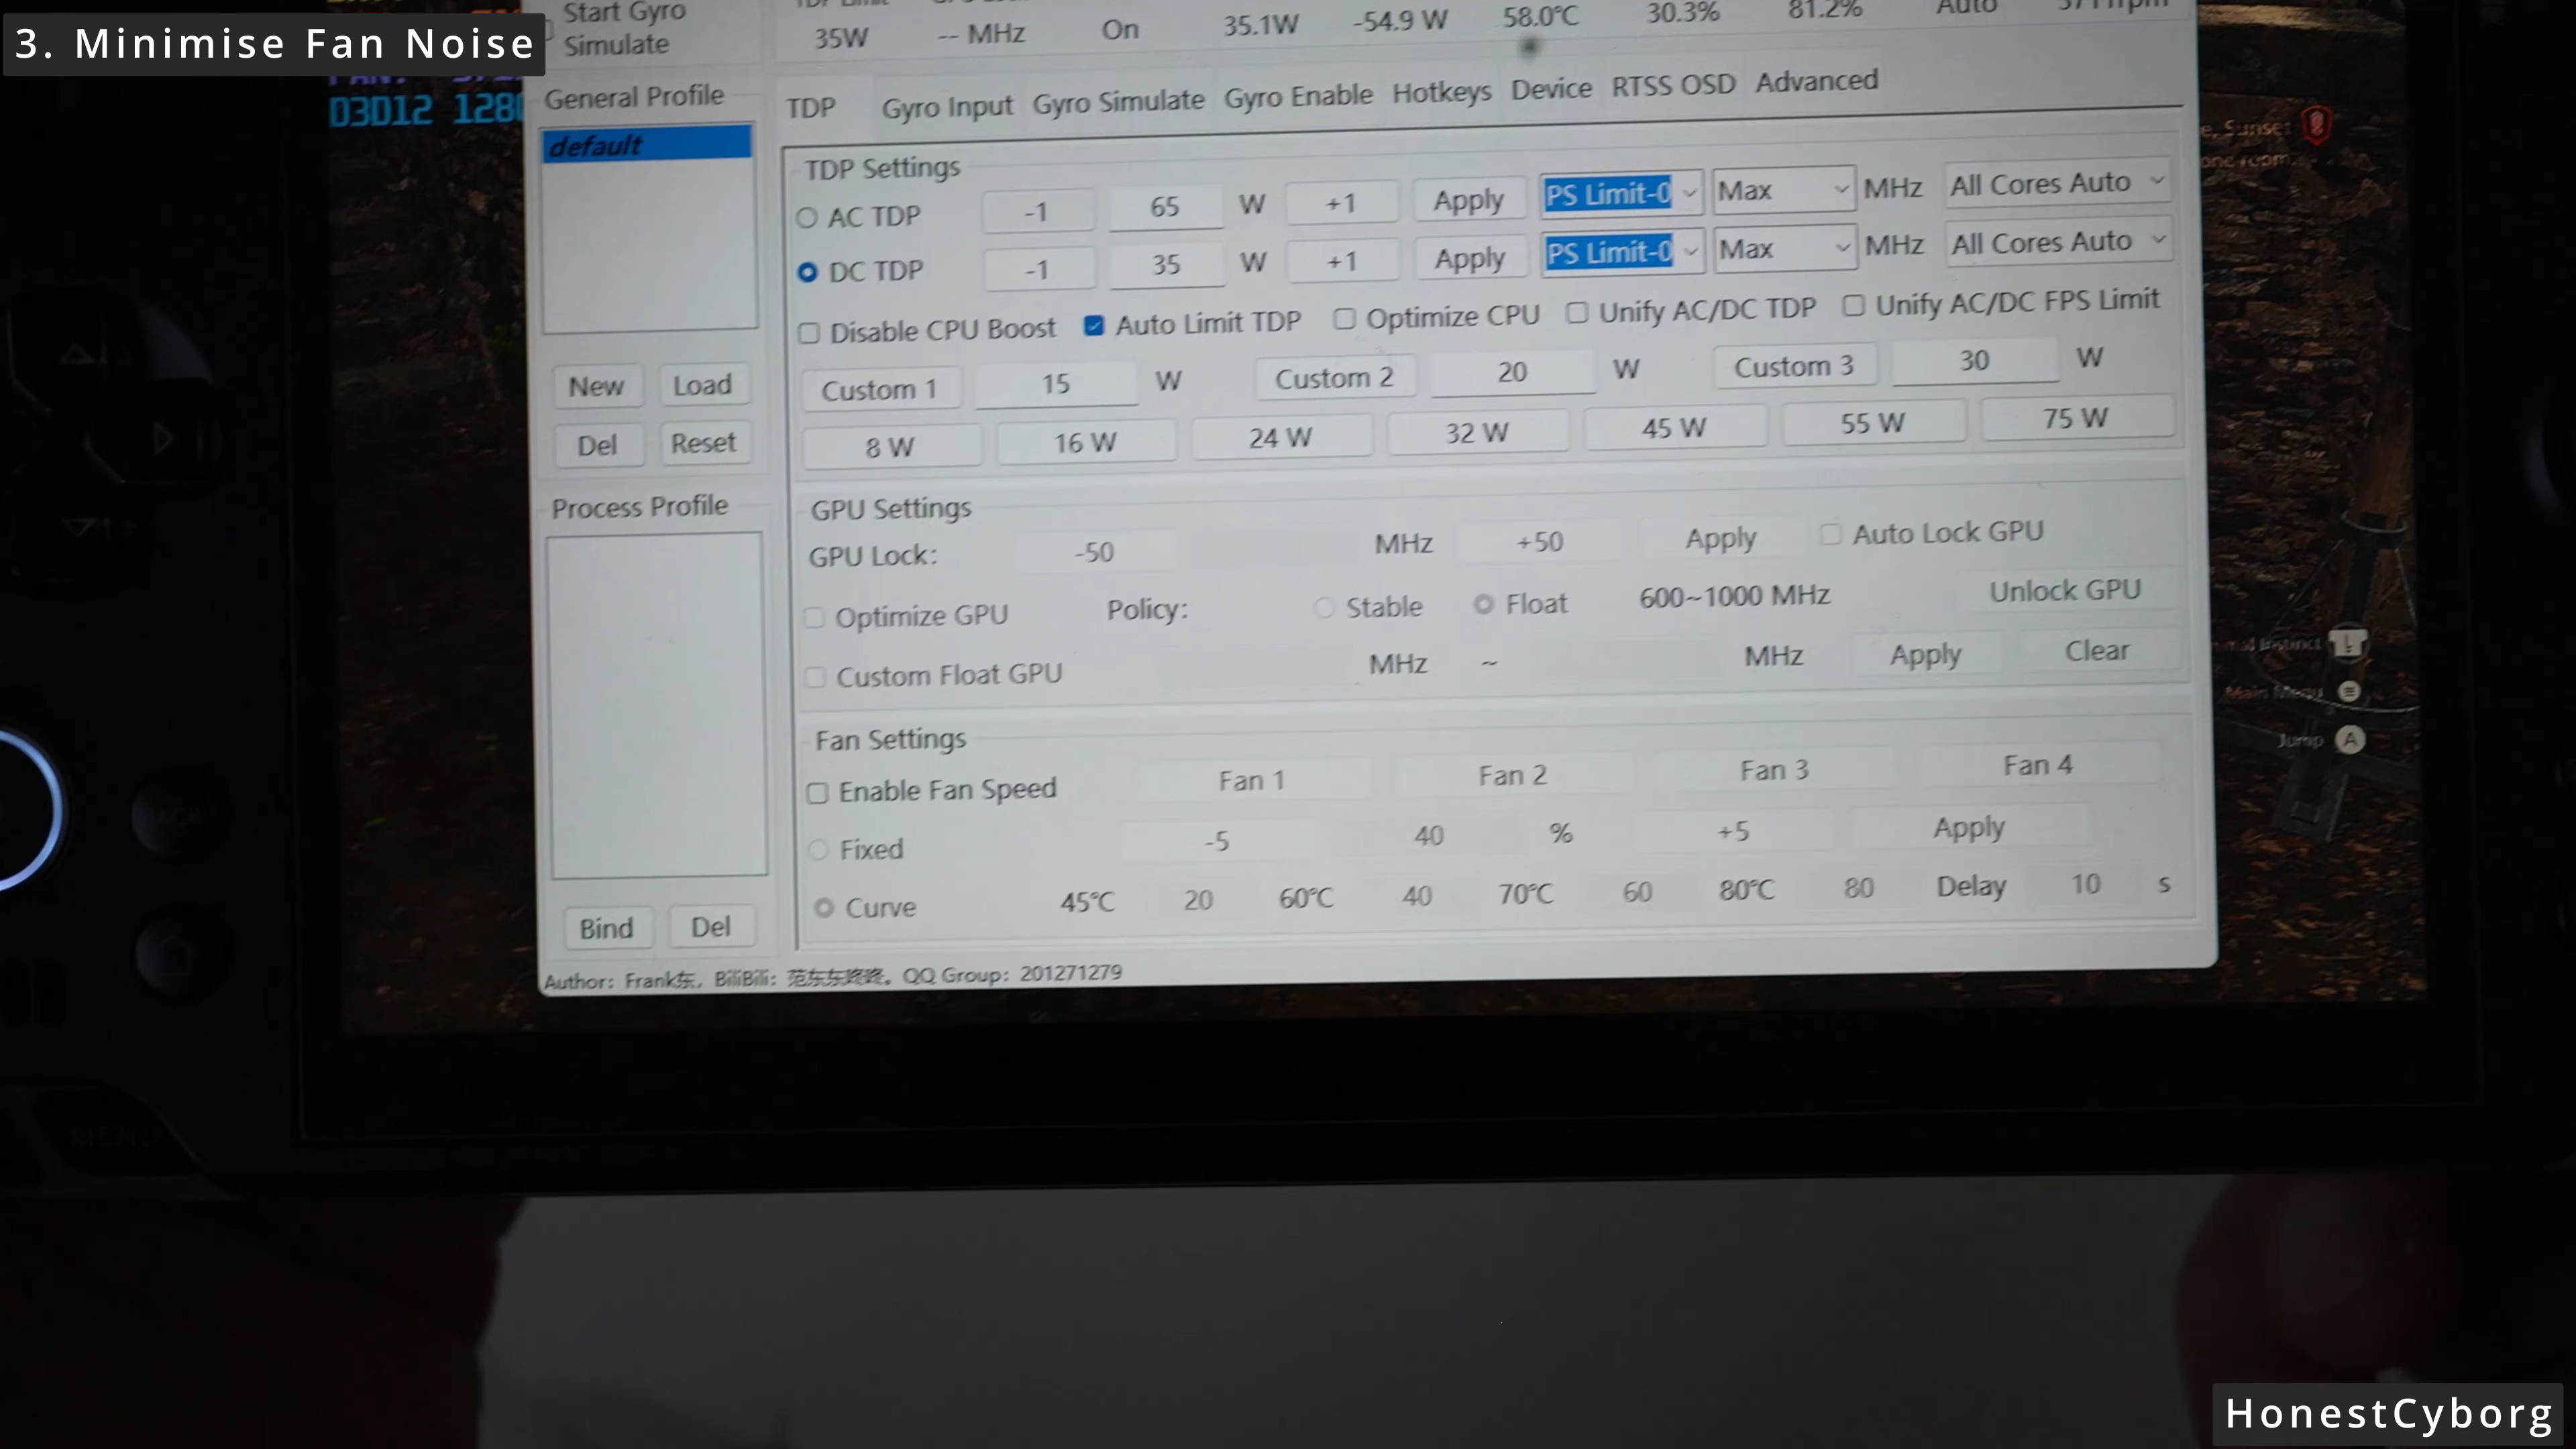 3. Minimise Fan Noise
HonestCyborg
Start Gyro
Simulate
35W -- MHz On 35.1W -54.9 W 58.0℃ 30.3% 81.2% Auto
D3D12
General Profile
default
New Load
Del Reset
Process Profile
Bind Del
TDP Gyro Input Gyro Simulate Gyro Enable Hotkeys Device RTSS OSD Advanced
TDP Settings
AC TDP -1 65 W +1 Apply PS Limit-0 Max MHz All Cores Auto
DC TDP -1 35 W +1 Apply PS Limit-0 Max MHz All Cores Auto
Disable CPU Boost Auto Limit TDP Optimize CPU Unify AC/DC TDP Unify AC/DC FPS Limit
Custom 1 15 W Custom 2 20 W Custom 3 30 W
8 W 16 W 24 W 32 W 45 W 55 W 75 W
GPU Settings
GPU Lock: -50 MHz +50 Apply Auto Lock GPU
Optimize GPU Policy: Stable Float 600~1000 MHz Unlock GPU
Custom Float GPU MHz ~ MHz Apply Clear
Fan Settings
Enable Fan Speed Fan 1 Fan 2 Fan 3 Fan 4
Fixed -5 40 % +5 Apply
Curve 45℃ 20 60℃ 40 70℃ 60 80℃ 80 Delay 10 s
Author: Frank东, BiliBili: 范东东咚咚。QQ Group: 201271279
Sunset
Main Menu
Jump A
MENU